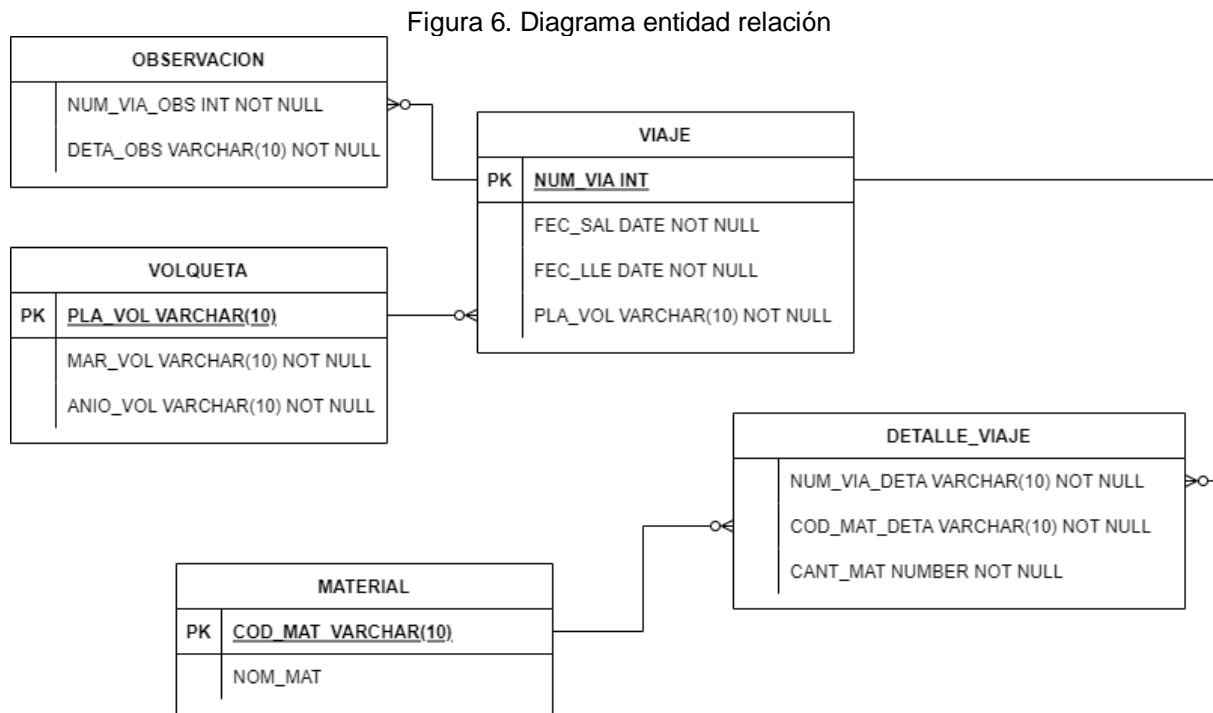 Figura 6. Diagrama entidad relación
OBSERVACION
NUM_VIA_OBS INT NOT NULL
DETA_OBS VARCHAR(10) NOT NULL
VIAJE
PK NUM_VIA INT
FEC_SAL DATE NOT NULL
FEC_LLE DATE NOT NULL
PLA_VOL VARCHAR(10) NOT NULL
VOLQUETA
PK PLA_VOL VARCHAR(10)
MAR_VOL VARCHAR(10) NOT NULL
ANIO_VOL VARCHAR(10) NOT NULL
DETALLE_VIAJE
NUM_VIA_DETA VARCHAR(10) NOT NULL
COD_MAT_DETA VARCHAR(10) NOT NULL
CANT_MAT NUMBER NOT NULL
MATERIAL
PK COD_MAT VARCHAR(10)
NOM_MAT